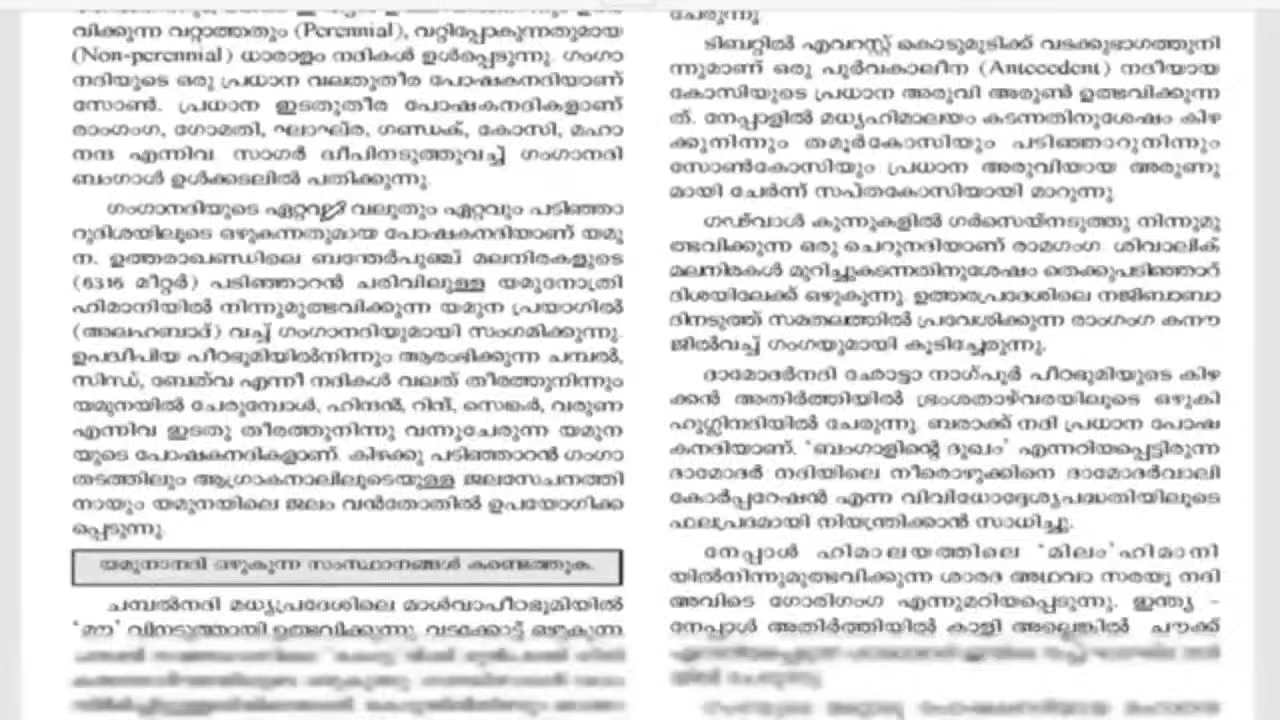 വിക്കുന്ന വറ്റാത്തതും (Perennial), വറ്റിപ്പോകുന്നതുമായ
(Non-perennial) ധാരാളം നദികൾ ഉൾപ്പെടുന്നു. ഗംഗാ
നദിയുടെ ഒരു പ്രധാന വലതുതീര പോഷകനദിയാണ്
സോൺ. പ്രധാന ഇടതുതീര പോഷകനദികളാണ്
രാംഗംഗ, ഗോമതി, ഘാഘ്ര, ഗണ്ഡക്, കോസി, മഹാ
നന്ദ എന്നിവ. സാഗർ ദ്വീപിനടുത്തുവച്ച് ഗംഗാനദി
ബംഗാൾ ഉൾക്കടലിൽ പതിക്കുന്നു.
ഗംഗാനദിയുടെ ഏറ്റവും വലുതും ഏറ്റവും പടിഞ്ഞാ
റുദിശയിലൂടെ ഒഴുകുന്നതുമായ പോഷകനദിയാണ് യമു
ന. ഉത്തരാഖണ്ഡിലെ ബന്ദേർപുഞ്ച് മലനിരകളുടെ
(6316 മീറ്റർ) പടിഞ്ഞാറൻ ചരിവിലുള്ള യമുനോത്രി
ഹിമാനിയിൽ നിന്നുമുത്ഭവിക്കുന്ന യമുന പ്രയാഗിൽ
(അലഹബാദ്) വച്ച് ഗംഗാനദിയുമായി സംഗമിക്കുന്നു.
ഉപദ്വീപിയ പീഠഭൂമിയിൽനിന്നും ആരംഭിക്കുന്ന ചമ്പൽ,
സിന്ധ്, ബേത്‌വ എന്നീ നദികൾ വലത് തീരത്തുനിന്നും
യമുനയിൽ ചേരുമ്പോൾ, ഹിന്ദൻ, റിന്ദ്, സെങ്കർ, വരുണ
എന്നിവ ഇടതു തീരത്തുനിന്നു വന്നുചേരുന്ന യമുന
യുടെ പോഷകനദികളാണ്. കിഴക്കു പടിഞ്ഞാറൻ ഗംഗാ
തടത്തിലും ആഗ്രാകനാലിലൂടെയുള്ള ജലസേചനത്തി
നായും യമുനയിലെ ജലം വൻതോതിൽ ഉപയോഗിക്ക
പ്പെടുന്നു.
യമുനാനദി ഒഴുകുന്ന സംസ്ഥാനങ്ങൾ കണ്ടെത്തുക.
ചമ്പൽനദി മധ്യപ്രദേശിലെ മാൾവാപീഠഭൂമിയിൽ
'മൗ' വിനടുത്തായി ഉത്ഭവിക്കുന്നു. വടക്കോട്ട് ഒഴുകുന്ന
ചേരുന്നു.
ടിബറ്റിൽ എവറസ്റ്റ് കൊടുമുടിക്ക് വടക്കുഭാഗത്തുനി
ന്നുമാണ് ഒരു പൂർവകാലീന (Antecedent) നദിയായ
കോസിയുടെ പ്രധാന അരുവി അരുൺ ഉത്ഭവിക്കുന്ന
ത്. നേപ്പാളിൽ മധ്യഹിമാലയം കടന്നതിനുശേഷം കിഴ
ക്കുനിന്നും തമുർകോസിയും പടിഞ്ഞാറുനിന്നും
സോൺകോസിയും പ്രധാന അരുവിയായ അരുണു
മായി ചേർന്ന് സപ്തകോസിയായി മാറുന്നു.
ഗഢ്‌വാൾ കുന്നുകളിൽ ഗർസെയ്നടുത്തു നിന്നുമു
ത്ഭവിക്കുന്ന ഒരു ചെറുനദിയാണ് രാമഗംഗ. ശിവാലിക്
മലനിരകൾ മുറിച്ചുകടന്നതിനുശേഷം തെക്കുപടിഞ്ഞാറ്
ദിശയിലേക്ക് ഒഴുകുന്നു. ഉത്തരപ്രദേശിലെ നജീബാബാ
ദിനടുത്ത് സമതലത്തിൽ പ്രവേശിക്കുന്ന രാംഗംഗ കനൗ
ജിൽവച്ച് ഗംഗയുമായി കൂടിച്ചേരുന്നു.
ദാമോദർനദി ഛോട്ടാ നാഗ്പൂർ പീഠഭൂമിയുടെ കിഴ
ക്കൻ അതിർത്തിയിൽ ഭ്രംശതാഴ്‌വരയിലൂടെ ഒഴുകി
ഹൂഗ്ലിനദിയിൽ ചേരുന്നു. ബരാക്ക് നദി പ്രധാന പോഷ
കനദിയാണ്. 'ബംഗാളിന്റെ ദുഃഖം' എന്നറിയപ്പെട്ടിരുന്ന
ദാമോദർ നദിയിലെ നീരൊഴുക്കിനെ ദാമോദർവാലി
കോർപ്പറേഷൻ എന്ന വിവിധോദ്ദേശ്യപദ്ധതിയിലൂടെ
ഫലപ്രദമായി നിയന്ത്രിക്കാൻ സാധിച്ചു.
നേപ്പാൾ ഹിമാലയത്തിലെ 'മിലം' ഹിമാനി
യിൽനിന്നുമുത്ഭവിക്കുന്ന ശാരദ അഥവാ സരയൂ നദി
അവിടെ ഗോരിഗംഗ എന്നുമറിയപ്പെടുന്നു. ഇന്ത്യ -
നേപ്പാൾ അതിർത്തിയിൽ കാളി അല്ലെങ്കിൽ ചൗക്ക്